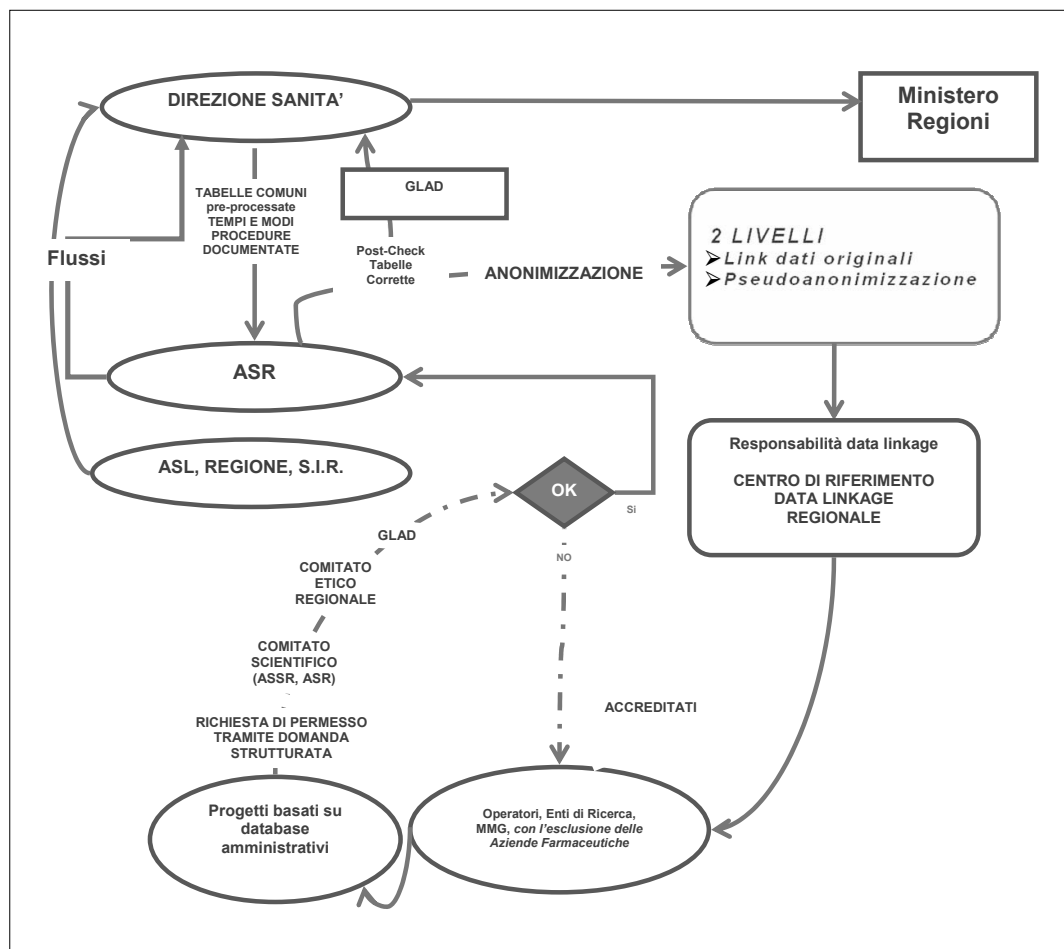 DIREZIONE SANITA'
Ministero
Regioni
GLAD
TABELLE COMUNI
pre-processate
TEMPI E MODI
PROCEDURE
DOCUMENTATE
Flussi
Post-Check
Tabelle
Corrette
ANONIMIZZAZIONE
2 LIVELLI
➢Link dati originali
➢Pseudoanonimizzazione
ASR
ASL, REGIONE, S.I.R.
OK
Si
NO
Responsabilità data linkage
CENTRO DI RIFERIMENTO
DATA LINKAGE
REGIONALE
GLAD
COMITATO
ETICO
REGIONALE
COMITATO
SCIENTIFICO
(ASSR, ASR)
RICHIESTA DI PERMESSO
TRAMITE DOMANDA
STRUTTURATA
ACCREDITATI
Progetti basati su
database
amministrativi
Operatori, Enti di Ricerca,
MMG, con l'esclusione delle
Aziende Farmaceutiche